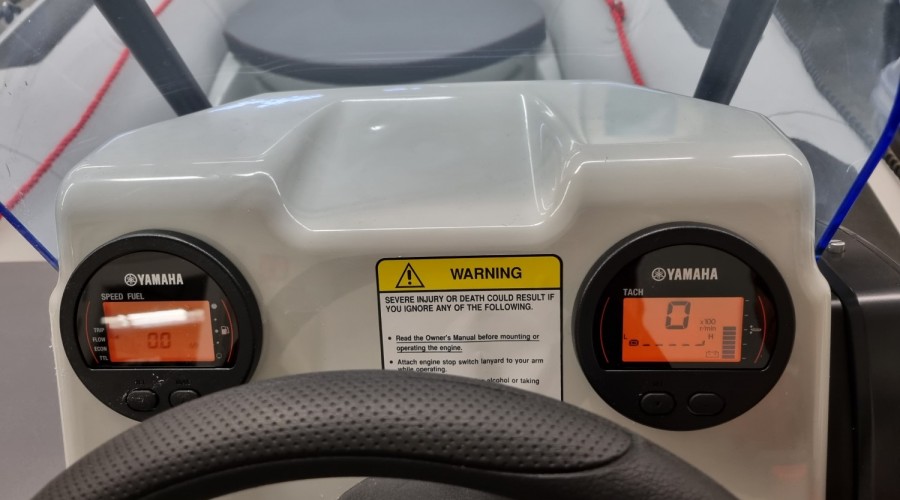 YAMAHA
SPEED FUEL
TRIP
FLOW
ECON
TTL
00
WARNING
SEVERE INJURY OR DEATH COULD RESULT IF
YOU IGNORE ANY OF THE FOLLOWING.
• Read the Owner's Manual before mounting or
operating the engine.
• Attach engine stop switch lanyard to your arm
while operating.
alcohol or taking
YAMAHA
TACH
0
x100
r/min
L H